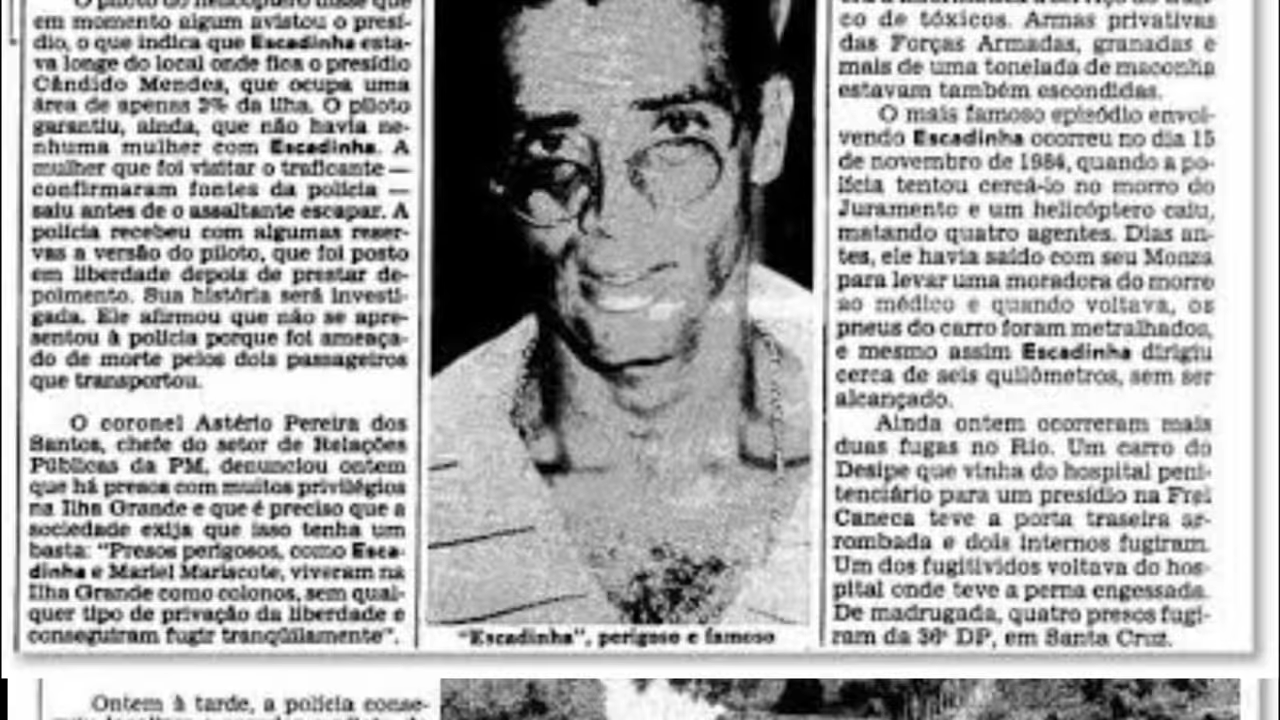 O piloto do helicóptero disse que
em momento algum avistou o presí-
dio, o que indica que Escadinha esta-
va longe do local onde fica o presídio
Cândido Mendes, que ocupa uma
área de apenas 3% da ilha. O piloto
garantiu, ainda, que não havia ne-
nhuma mulher com Escadinha. A
mulher que foi visitar o traficante —
confirmaram fontes da polícia —
saiu antes de o assaltante escapar. A
polícia recebeu com algumas reser-
vas a versão do piloto, que foi posto
em liberdade depois de prestar de-
poimento. Sua história será investi-
gada. Ele afirmou que não se apre-
sentou à polícia porque foi ameaça-
do de morte pelos dois passageiros
que transportou.
O coronel Astério Pereira dos
Santos, chefe do setor de Relações
Públicas da PM, denunciou ontem
que há presos com muitos privilégios
na Ilha Grande e que é preciso que a
sociedade exija que isso tenha um
basta: "Presos perigosos, como Esca-
dinha e Mariel Mariscote, viveram na
Ilha Grande como colonos, sem qual-
quer tipo de privação da liberdade e
conseguiram fugir tranqüilamente".
"Escadinha", perigoso e famoso
co de tóxicos. Armas privativas
das Forças Armadas, granadas e
mais de uma tonelada de maconha
estavam também escondidas.
O mais famoso episódio envol-
vendo Escadinha ocorreu no dia 15
de novembro de 1984, quando a po-
lícia tentou cercá-lo no morro do
Juramento e um helicóptero caiu,
matando quatro agentes. Dias an-
tes, ele havia saído com seu Monza
para levar uma moradora do morro
ao médico e quando voltava, os
pneus do carro foram metralhados,
e mesmo assim Escadinha dirigiu
cerca de seis quilômetros, sem ser
alcançado.
Ainda ontem ocorreram mais
duas fugas no Rio. Um carro do
Desipe que vinha do hospital peni-
tenciário para um presídio na Frei
Caneca teve a porta traseira ar-
rombada e dois internos fugiram.
Um dos fugitívidos voltava do hos-
pital onde teve a perna engessada.
De madrugada, quatro presos fugi-
ram da 36ª DP, em Santa Cruz.
Ontem à tarde, a polícia conse-